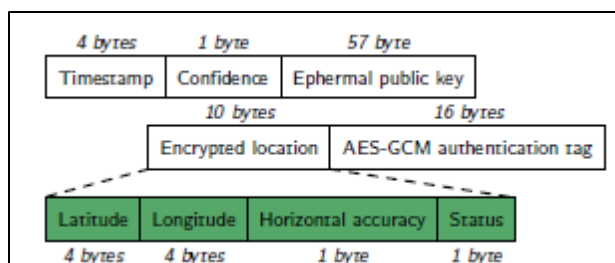 4 bytes 1 byte 57 byte
Timestamp Confidence Ephermal public key
10 bytes 16 bytes
Encrypted location AES-GCM authentication tag
Latitude Longitude Horizontal accuracy Status
4 bytes 4 bytes 1 byte 1 byte